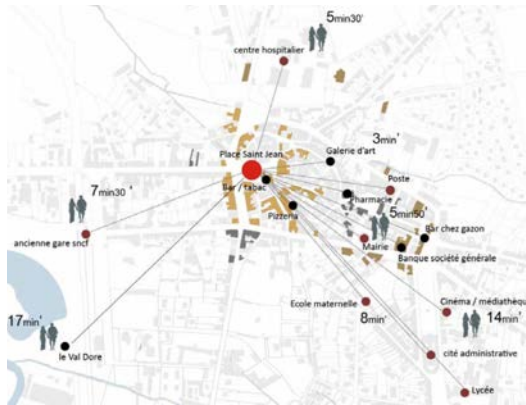 5min30'
centre hospitalier
3min'
Place Saint Jean
Galerie d'art
Bar / tabac
Poste
Pharmacie
7min30'
Pizzeria
5min50'
ancienne gare sncf
Mairie
Bar chez gazon
Banque société générale
Ecole maternelle
8min'
Cinéma / médiathèque
14min'
17min'
le Val Dore
cité administrative
Lycée